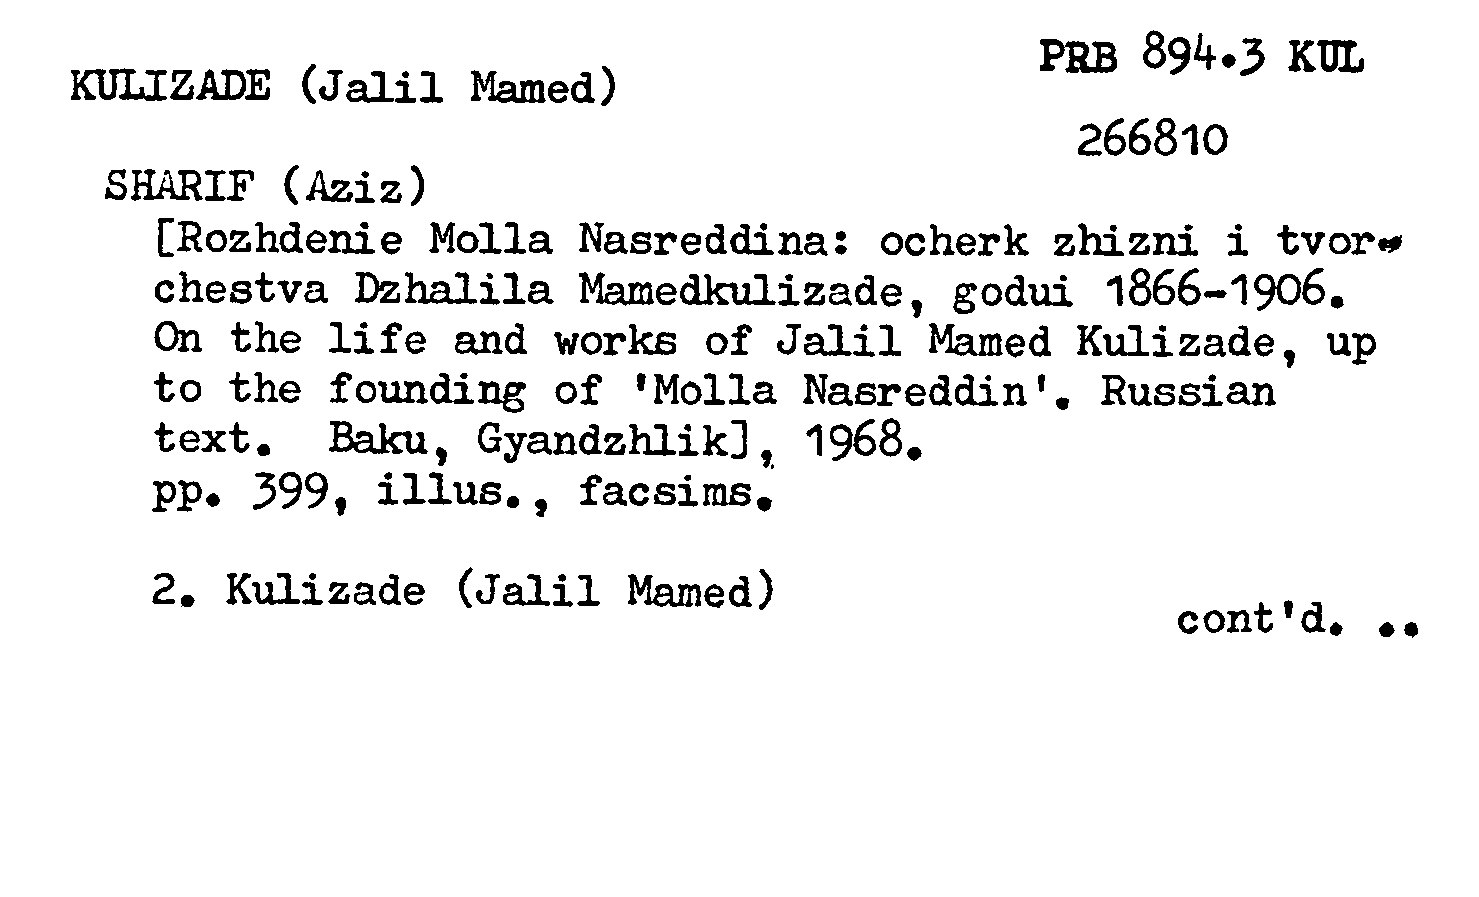 PRB 894.3 KUL
KULIZADE (Jalil Mamed)
266810
SHARIF (Aziz)
[Rozhdenie Molla Nasreddina: ocherk zhizni i tvor-
chestva Dzhalila Mamedkulizade, godui 1866-1906.
On the life and works of Jalil Mamed Kulizade, up
to the founding of 'Molla Nasreddin'. Russian
text. Baku, Gyandzhlik], 1968.
pp. 399, illus., facsims.
2. Kulizade (Jalil Mamed)
cont'd. ..